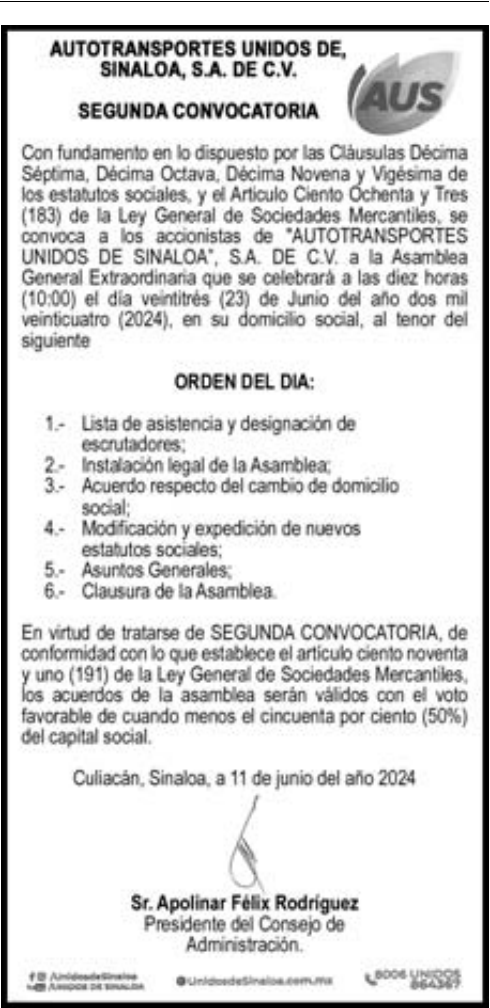 AUTOTRANSPORTES UNIDOS DE,
SINALOA, S.A. DE C.V.
AUS
SEGUNDA CONVOCATORIA
Con fundamento en lo dispuesto por las Cláusulas Décima
Séptima, Décima Octava, Décima Novena y Vigésima de
los estatutos sociales, y el Articulo Ciento Ochenta y Tres
(183) de la Ley General de Sociedades Mercantiles, se
convoca a los accionistas de "AUTOTRANSPORTES
UNIDOS DE SINALOA", S.A. DE C.V. a la Asamblea
General Extraordinaria que se celebrará a las diez horas
(10:00) el día veintitrés (23) de Junio del año dos mil
veinticuatro (2024), en su domicilio social, al tenor del
siguiente
ORDEN DEL DIA:
1.- Lista de asistencia y designación de
escrutadores;
2.- Instalación legal de la Asamblea;
3.- Acuerdo respecto del cambio de domicilio
social;
4.- Modificación y expedición de nuevos
estatutos sociales;
5.- Asuntos Generales;
6.- Clausura de la Asamblea.
En virtud de tratarse de SEGUNDA CONVOCATORIA, de
conformidad con lo que establece el artículo ciento noventa
y uno (191) de la Ley General de Sociedades Mercantiles,
los acuerdos de la asamblea serán válidos con el voto
favorable de cuando menos el cincuenta por ciento (50%)
del capital social.
Culiacán, Sinaloa, a 11 de junio del año 2024
Sr. Apolinar Félix Rodríguez
Presidente del Consejo de
Administración.
/UnidosdeSinaloa
/UNIDOS DE SINALOA
UnidosdeSinaloa.com.mx
8006 UNIDOS
864367